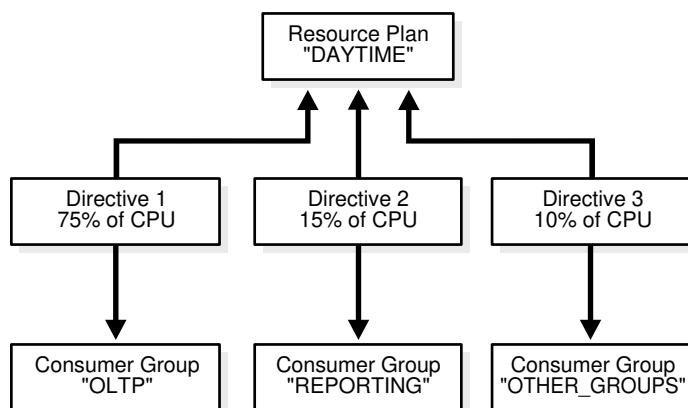 Resource Plan
"DAYTIME"
Directive 1
75% of CPU
Directive 2
15% of CPU
Directive 3
10% of CPU
Consumer Group
"OLTP"
Consumer Group
"REPORTING"
Consumer Group
"OTHER_GROUPS"